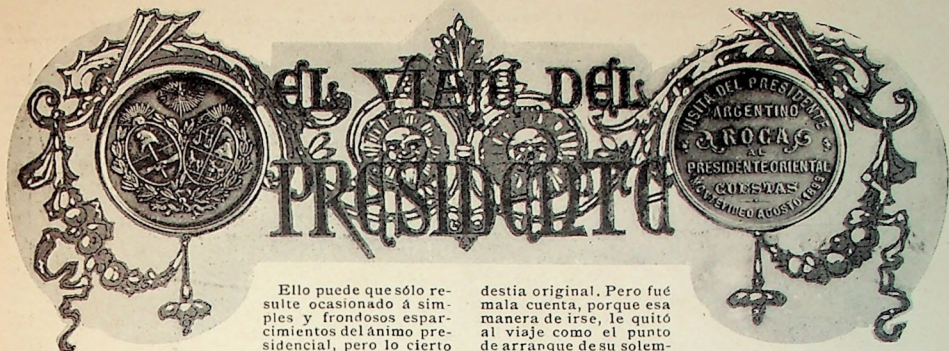 EL VIAJE DEL
PRESIDENTE
VISITA DEL PRESIDENTE
ARGENTINO
ROCA
AL
PRESIDENTE ORIENTAL
CUESTAS
MONTEVIDEO AGOSTO 1899
Ello puede que sólo re-
sulte ocasionado á sim-
ples y frondosos espar-
cimientos del ánimo pre-
sidencial, pero lo cierto
destia original. Pero fué
mala cuenta, porque esa
manera de irse, le quitó
al viaje como el punto
de arranque de su solem-